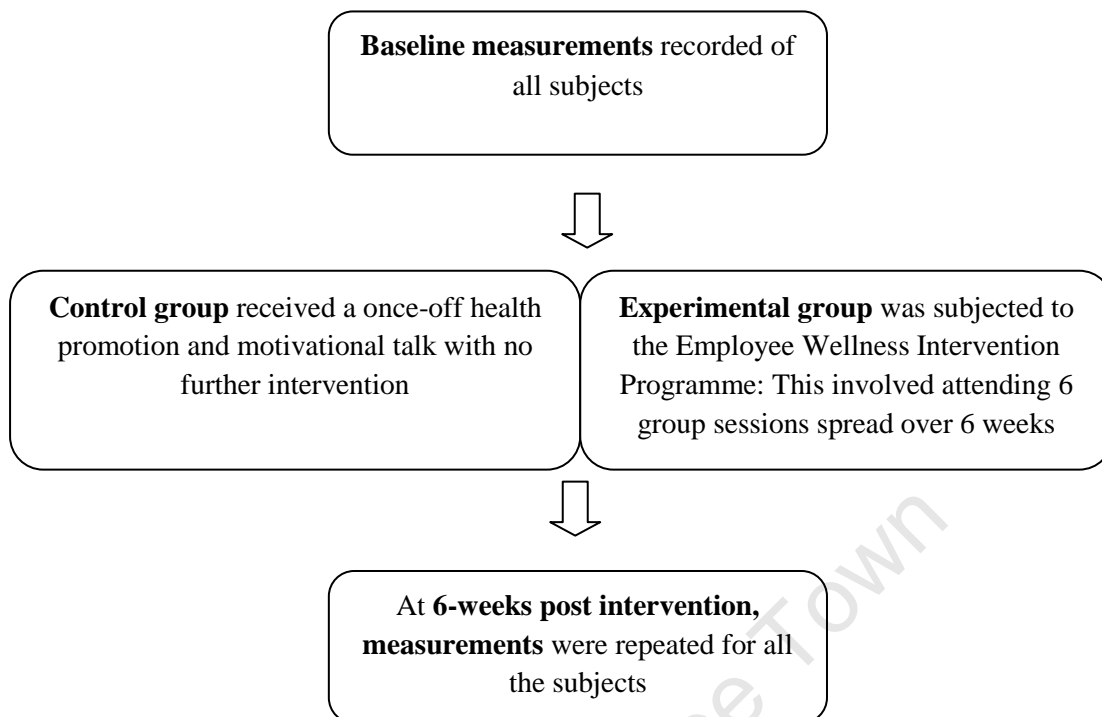 Baseline measurements recorded of
all subjects
Control group received a once-off health
promotion and motivational talk with no
further intervention
Experimental group was subjected to
the Employee Wellness Intervention
Programme: This involved attending 6
group sessions spread over 6 weeks
At 6-weeks post intervention,
measurements were repeated for all
the subjects
Town